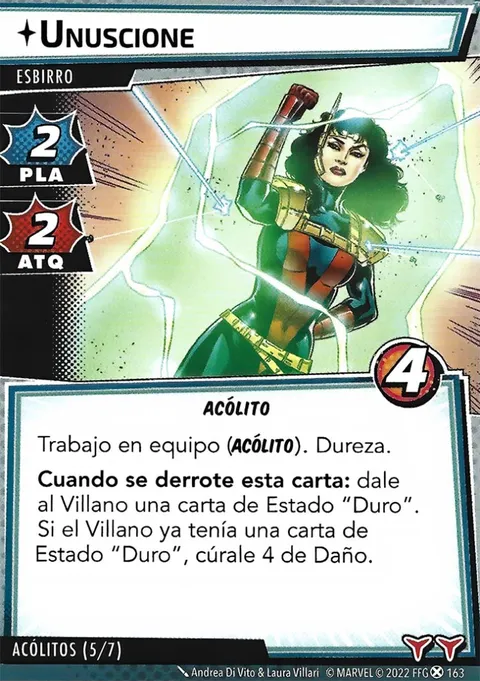 UNUSCIONE
ESBIRRO
2
PLA
2
ATQ
4
ACÓLITO
Trabajo en equipo (ACÓLITO). Dureza.
Cuando se derrote esta carta: dale
al Villano una carta de Estado “Duro”.
Si el Villano ya tenía una carta de
Estado “Duro”, cúrale 4 de Daño.
ACÓLITOS (5/7)
Andrea Di Vito & Laura Villari © MARVEL © 2022 FFG 163